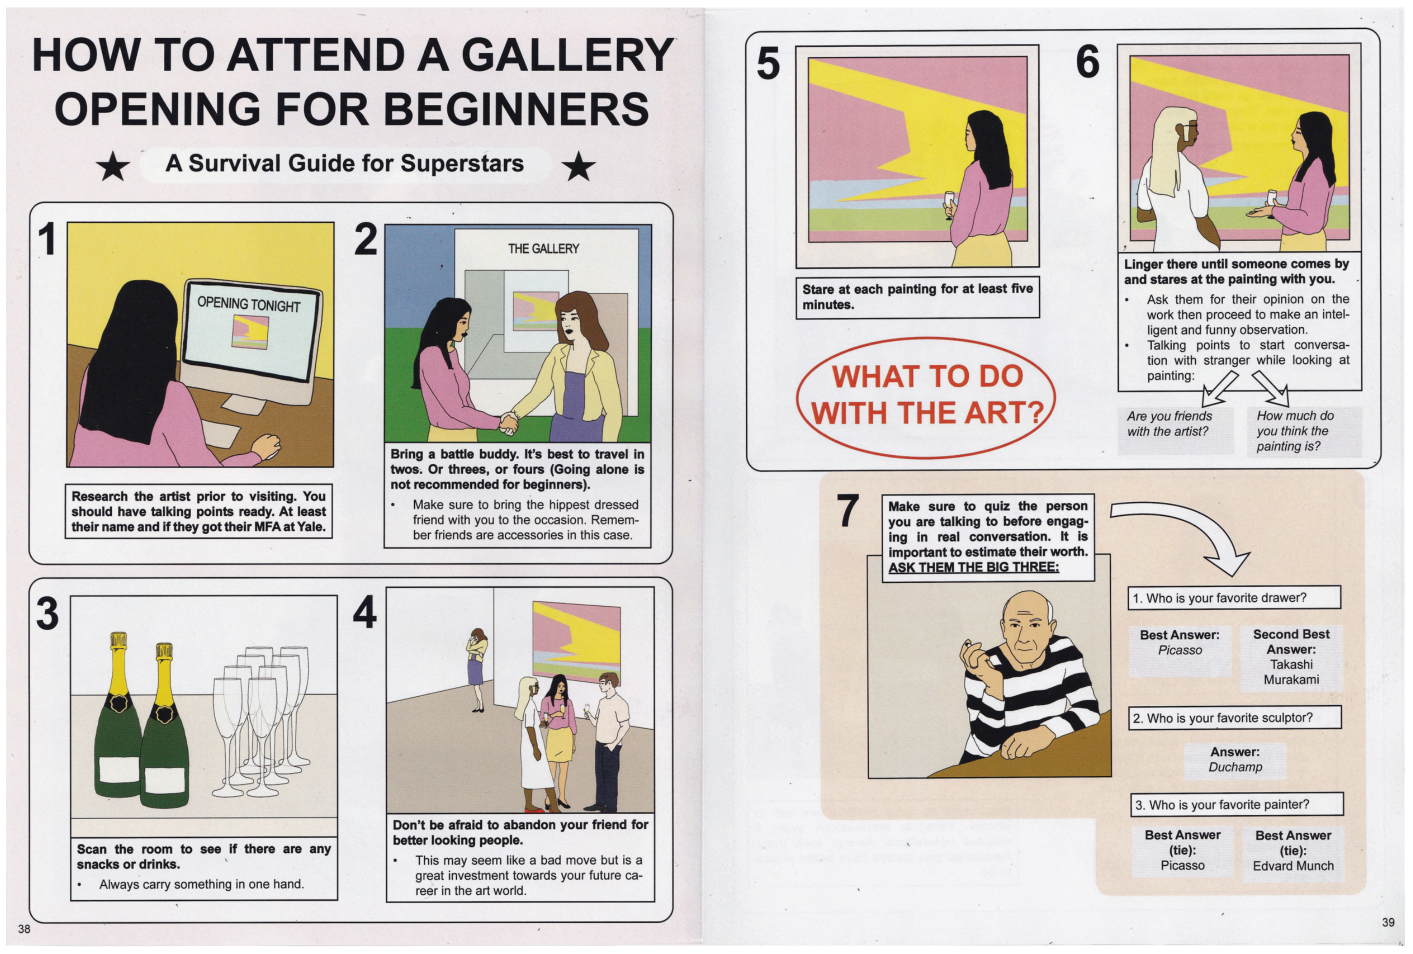 HOW TO ATTEND A GALLERY
OPENING FOR BEGINNERS
A Survival Guide for Superstars
1
OPENING TONIGHT
Research the artist prior to visiting. You
should have talking points ready. At least
their name and if they got their MFA at Yale.
2
THE GALLERY
Bring a battle buddy. It's best to travel in
twos. Or threes, or fours (Going alone is
not recommended for beginners).
• Make sure to bring the hippest dressed
friend with you to the occasion. Remem-
ber friends are accessories in this case.
3
Scan the room to see if there are any
snacks or drinks.
• Always carry something in one hand.
4
Don't be afraid to abandon your friend for
better looking people.
• This may seem like a bad move but is a
great investment towards your future ca-
reer in the art world.
38
5
Stare at each painting for at least five
minutes.
WHAT TO DO
WITH THE ART?
6
Linger there until someone comes by
and stares at the painting with you.
• Ask them for their opinion on the
work then proceed to make an intel-
ligent and funny observation.
• Talking points to start conversa-
tion with stranger while looking at
painting:
Are you friends
with the artist?
How much do
you think the
painting is?
7
Make sure to quiz the person
you are talking to before engag-
ing in real conversation. It is
important to estimate their worth.
ASK THEM THE BIG THREE:
1. Who is your favorite drawer?
Best Answer:
Picasso
Second Best
Answer:
Takashi
Murakami
2. Who is your favorite sculptor?
Answer:
Duchamp
3. Who is your favorite painter?
Best Answer
(tie):
Picasso
Best Answer
(tie):
Edvard Munch
39